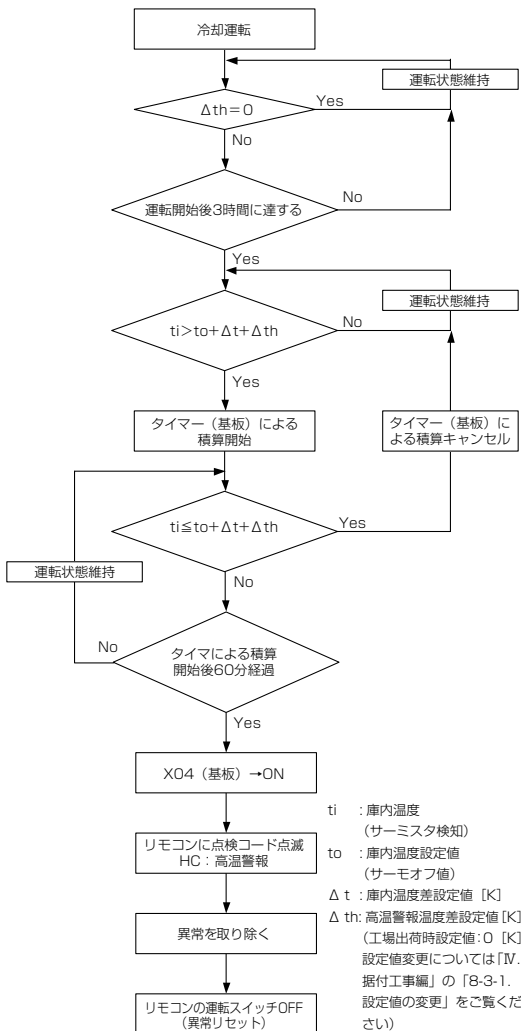 冷却運転
運転状態維持
Δth=0
Yes
No
運転開始後3時間に達する
No
Yes
運転状態維持
ti>to+Δt+Δth
No
Yes
タイマー（基板）による
積算開始
タイマー（基板）に
よる積算キャンセル
ti≦to+Δt+Δth
Yes
運転状態維持
No
No
タイマによる積算
開始後60分経過
Yes
X04（基板）→ON
リモコンに点検コード点滅
HC：高温警報
異常を取り除く
リモコンの運転スイッチOFF
（異常リセット）
ti ：庫内温度
（サーミスタ検知）
to ：庫内温度設定値
（サーモオフ値）
Δt ：庫内温度差設定値［K］
Δth：高温警報温度差設定値［K］
（工場出荷時設定値：0［K］
設定値変更については「Ⅳ.
据付工事編」の「8-3-1.
設定値の変更」をご覧くだ
さい）